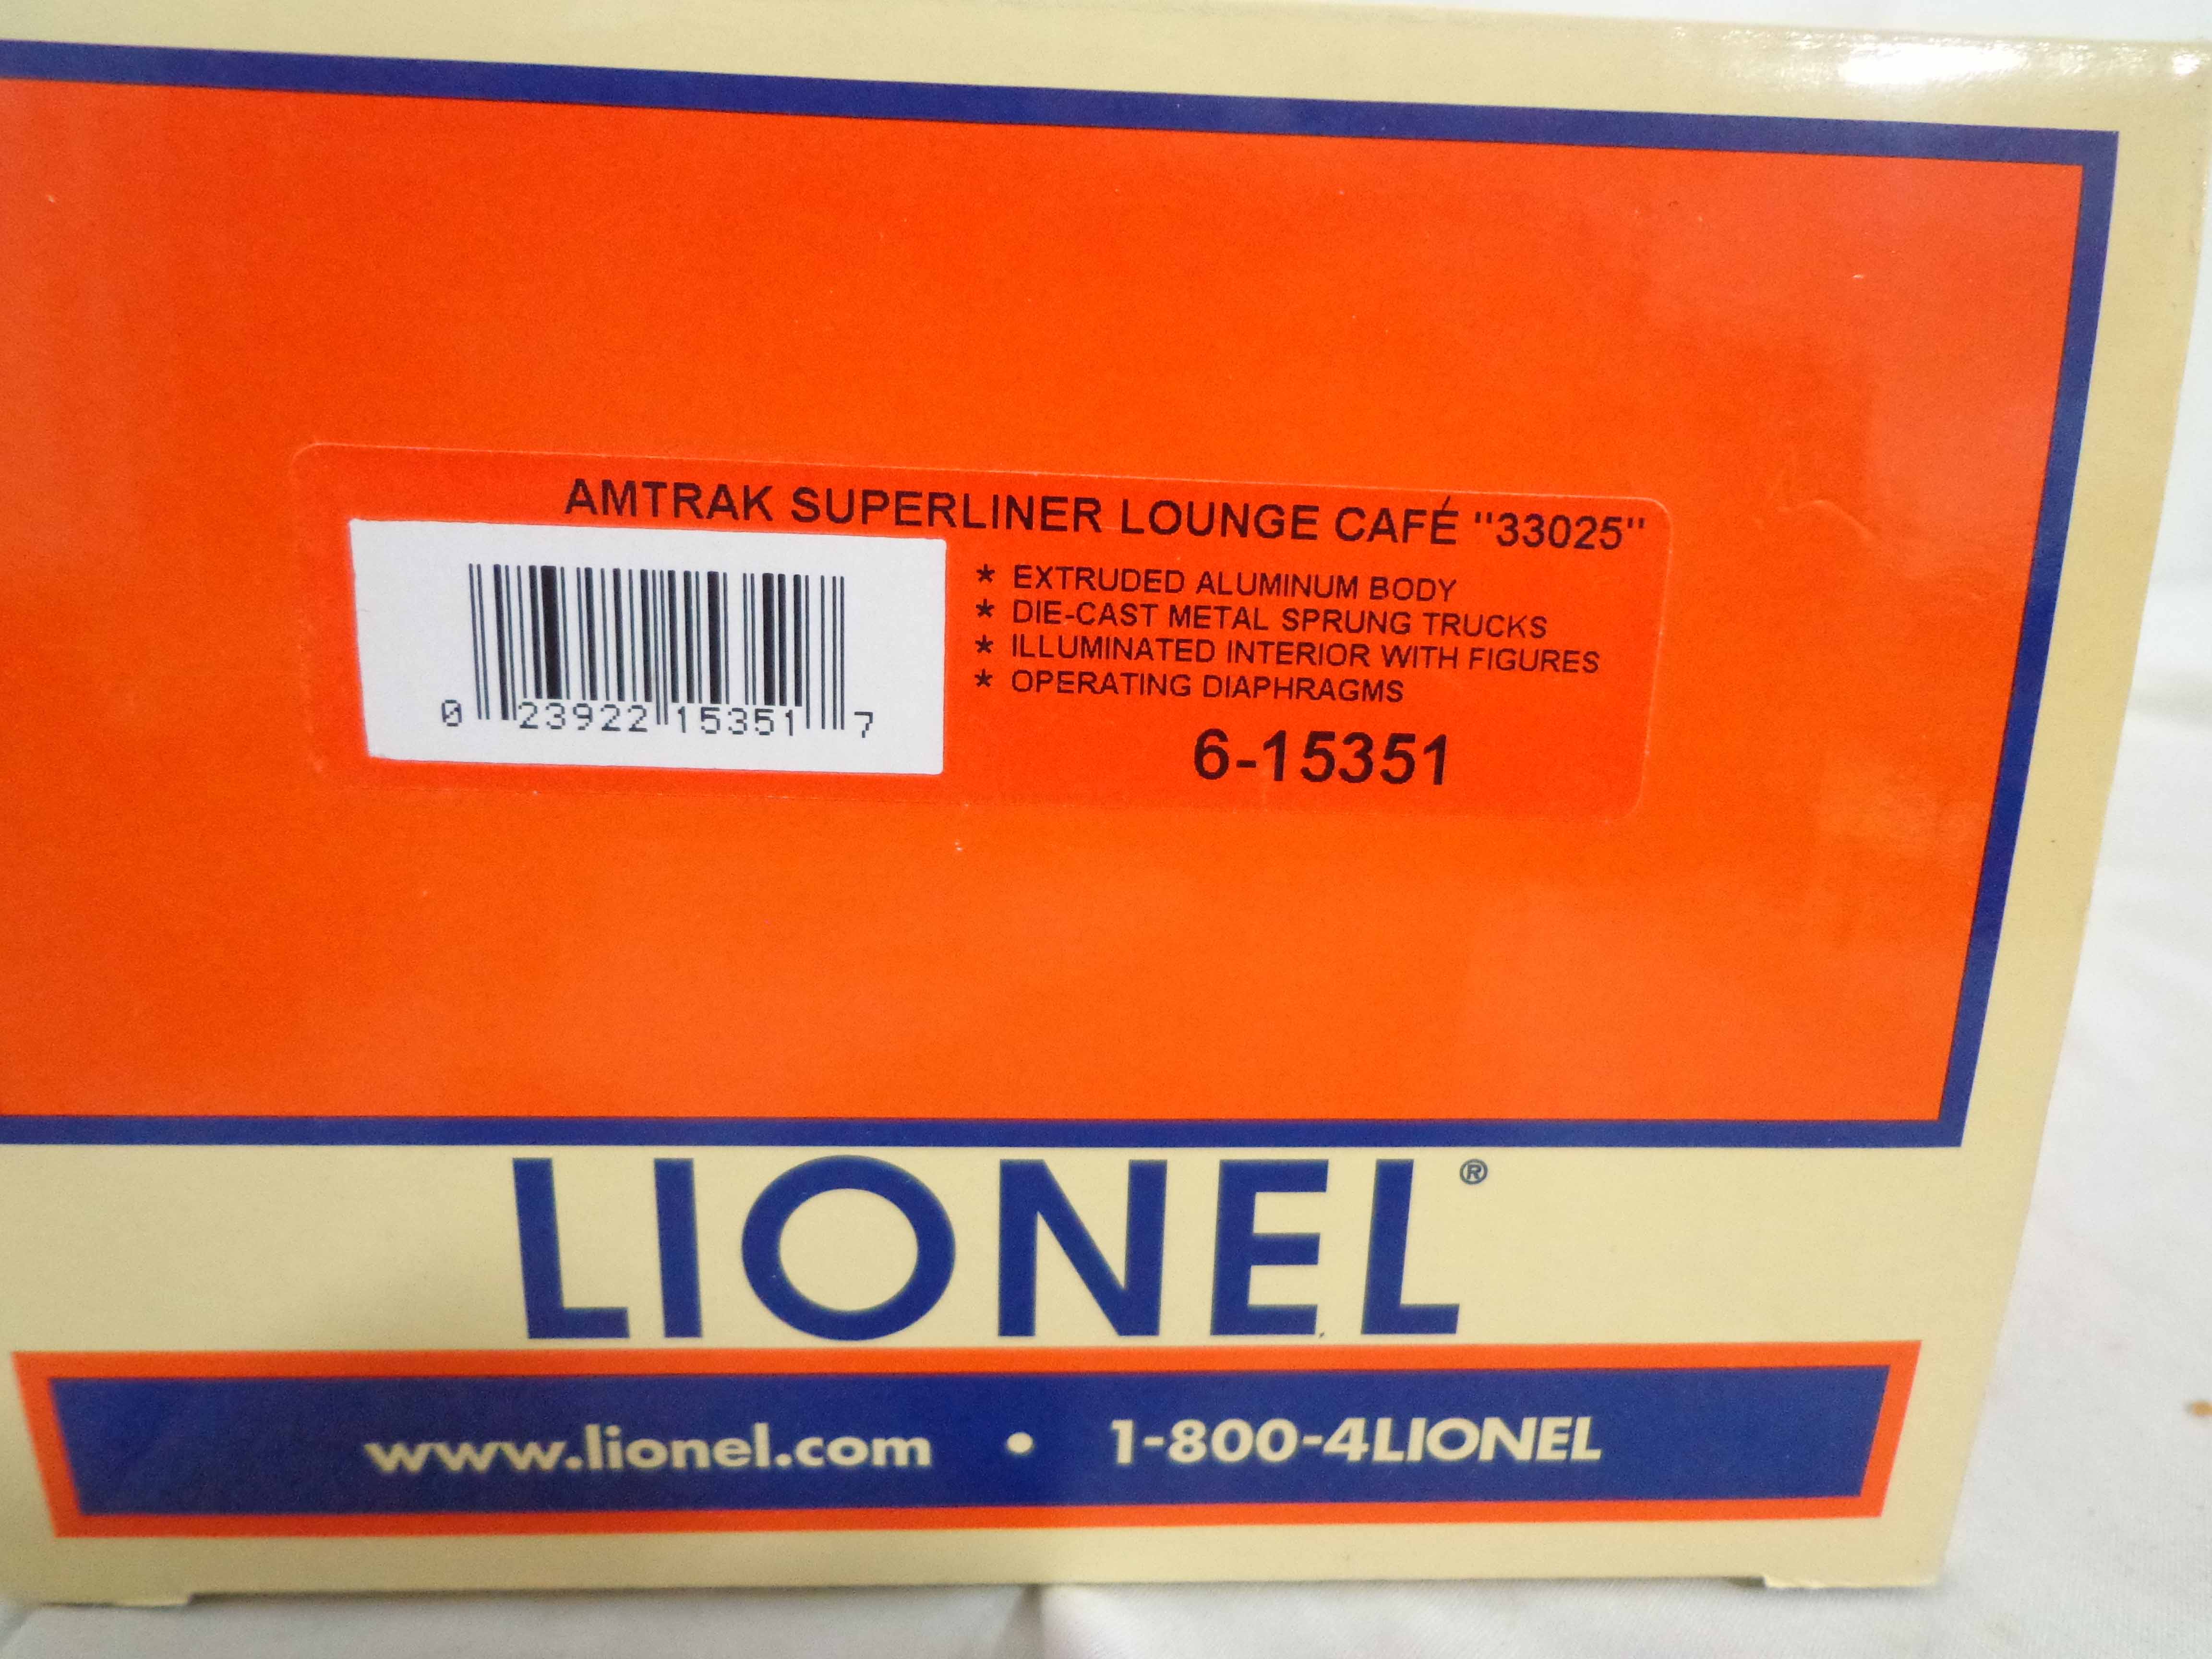 AMTRAK SUPERLINER LOUNGE CAFÉ "33025"
* EXTRUDED ALUMINUM BODY
* DIE-CAST METAL SPRUNG TRUCKS
* ILLUMINATED INTERIOR WITH FIGURES
* OPERATING DIAPHRAGMS
0 23922 15351 7
6-15351
LIONEL®
www.lionel.com • 1-800-4LIONEL